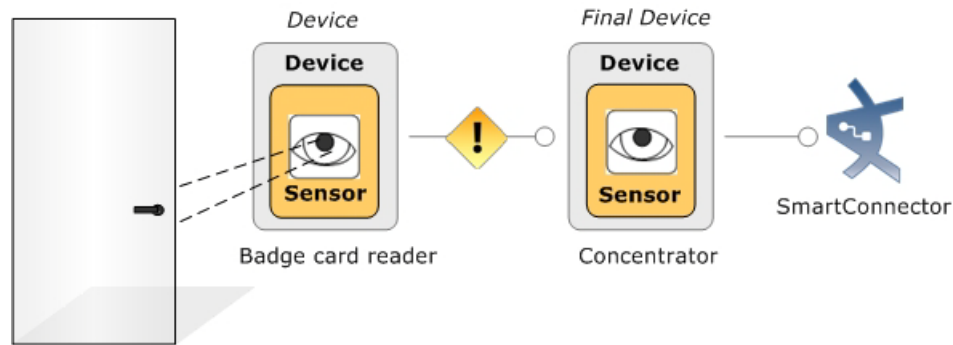 Device
Final Device
Device
Device
!
Sensor
Sensor
Badge card reader
Concentrator
SmartConnector